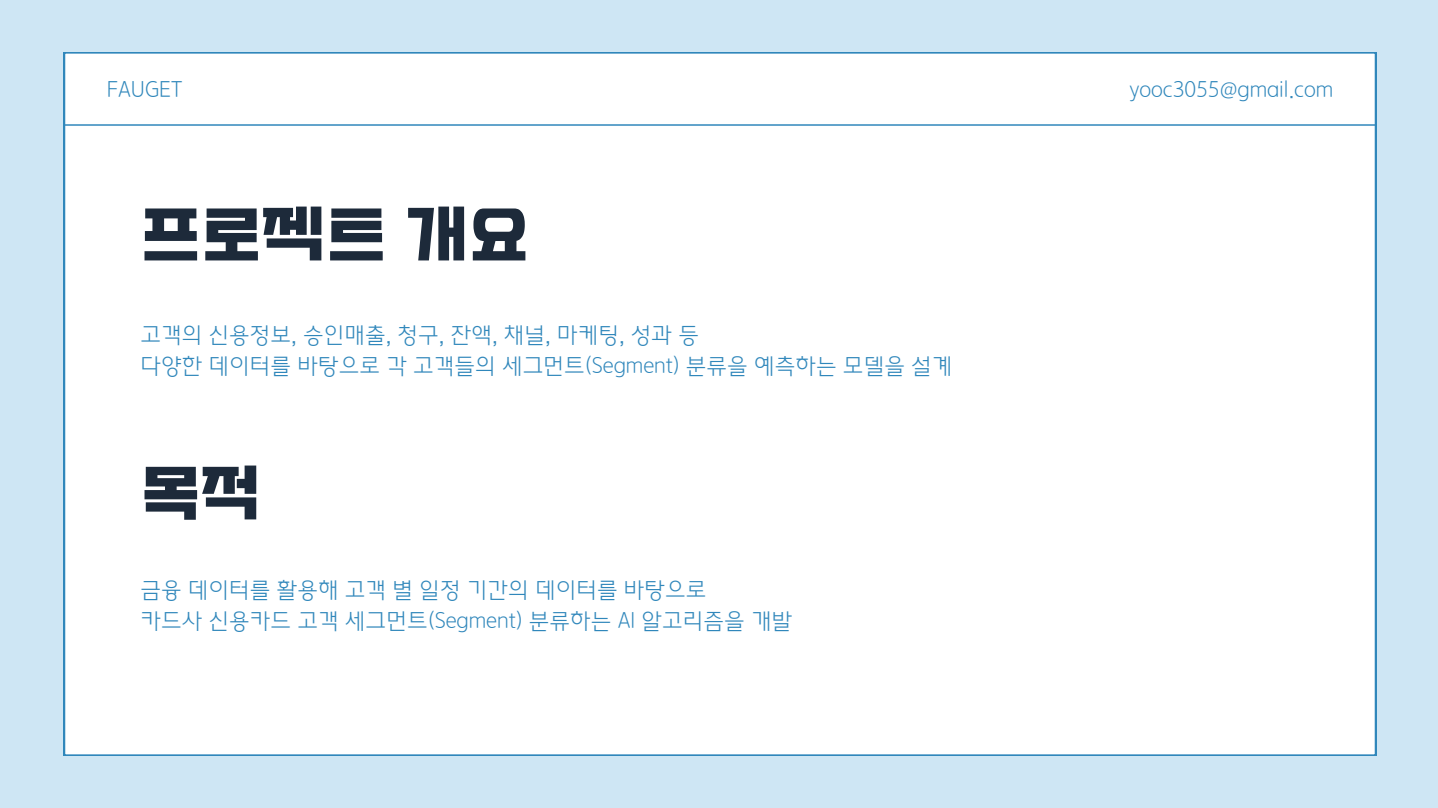 FAUGET
yooc3055@gmail.com
프로젝트 개요
고객의 신용정보, 승인매출, 청구, 잔액, 채널, 마케팅, 성과 등
다양한 데이터를 바탕으로 각 고객들의 세그먼트(Segment) 분류을 예측하는 모델을 설계
목적
금융 데이터를 활용해 고객 별 일정 기간의 데이터를 바탕으로
카드사 신용카드 고객 세그먼트(Segment) 분류하는 AI 알고리즘을 개발